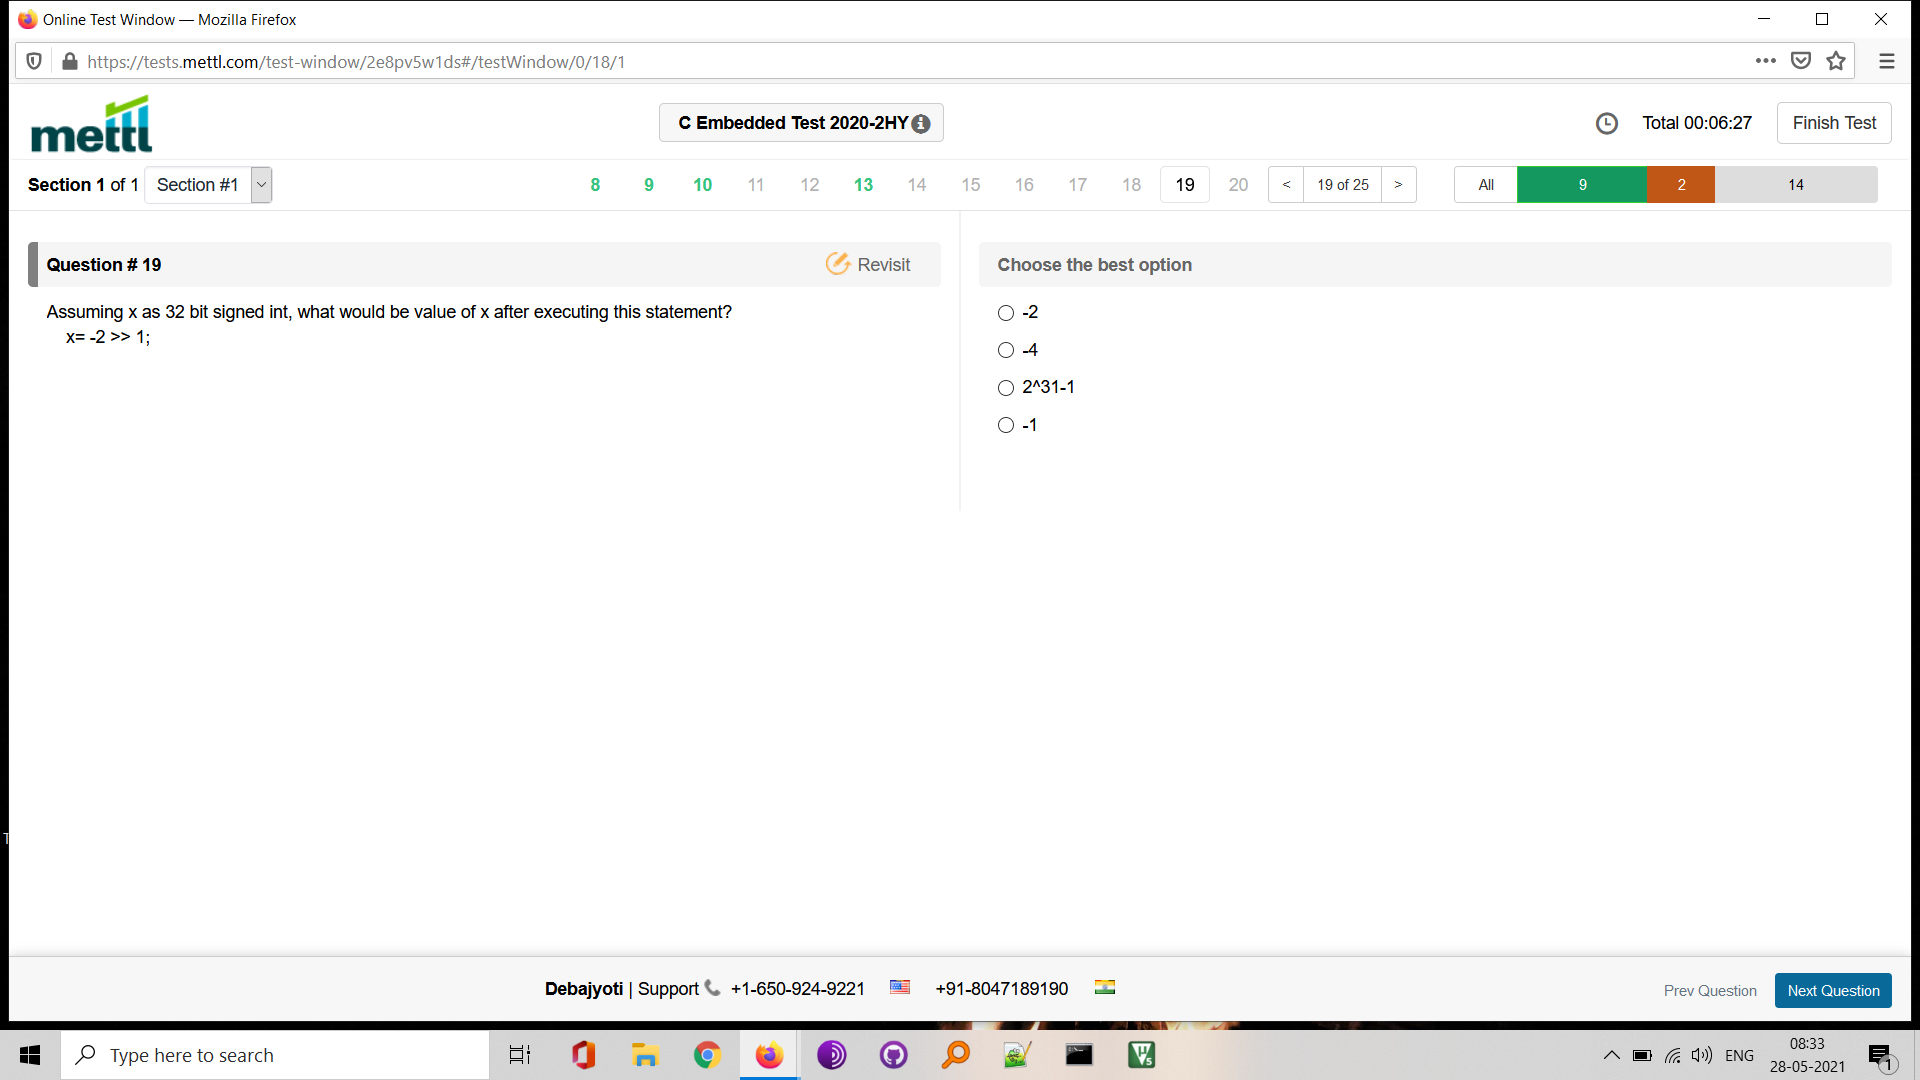 Online Test Window — Mozilla Firefox
https://tests.mettl.com/test-window/2e8pv5w1ds#/testWindow/0/18/1
mettl
C Embedded Test 2020-2HY
Total 00:06:27
Finish Test
Section 1 of 1 Section #1
8 9 10 11 12 13 14 15 16 17 18 19 20
< 19 of 25 >
All 9 2 14
Question # 19
Revisit
Assuming x as 32 bit signed int, what would be value of x after executing this statement?
x= -2 >> 1;
Choose the best option
-2
-4
2^31-1
-1
T
Debajyoti | Support +1-650-924-9221 +91-8047189190
Prev Question
Next Question
Type here to search
ENG
08:33
28-05-2021
1